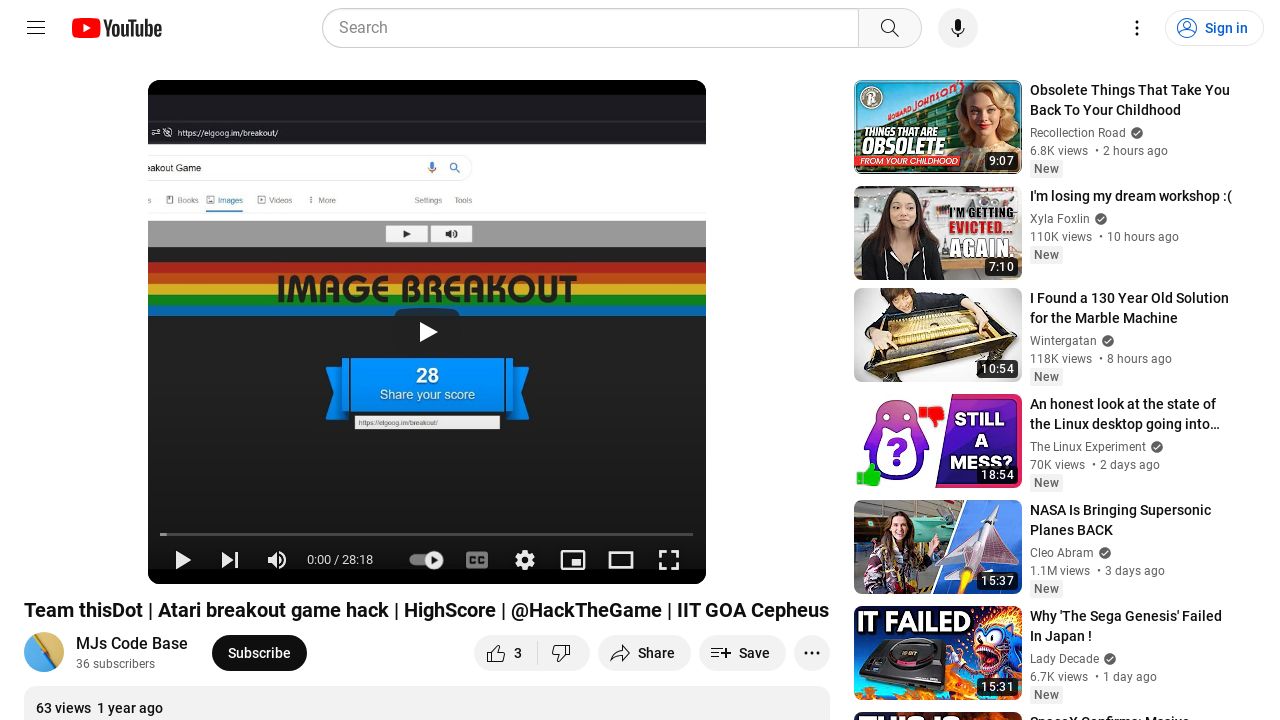 YouTube
Search
Sign in
https://elgoog.im/breakout/
eakout Game
Books
Images
Videos
More
Settings
Tools
IMAGE BREAKOUT
28
Share your score
https://elgoog.im/breakout/
0:00 / 28:18
CC
Team thisDot | Atari breakout game hack | HighScore | @HackTheGame | IIT GOA Cepheus
MJs Code Base
36 subscribers
Subscribe
3
Share
Save
63 views 1 year ago
HOWARD JOHNSON'S
THINGS THAT ARE
OBSOLETE
FROM YOUR CHILDHOOD
9:07
Obsolete Things That Take You
Back To Your Childhood
Recollection Road
6.8K views • 2 hours ago
New
I'M GETTING
EVICTED...
AGAIN.
7:10
I'm losing my dream workshop :(
Xyla Foxlin
110K views • 10 hours ago
New
10:54
I Found a 130 Year Old Solution
for the Marble Machine
Wintergatan
118K views • 8 hours ago
New
?
STILL
A
MESS?
18:54
An honest look at the state of
the Linux desktop going into…
The Linux Experiment
70K views • 2 days ago
New
15:37
NASA Is Bringing Supersonic
Planes BACK
Cleo Abram
1.1M views • 3 days ago
New
IT FAILED
15:31
Why 'The Sega Genesis' Failed
In Japan !
Lady Decade
6.7K views • 1 day ago
New